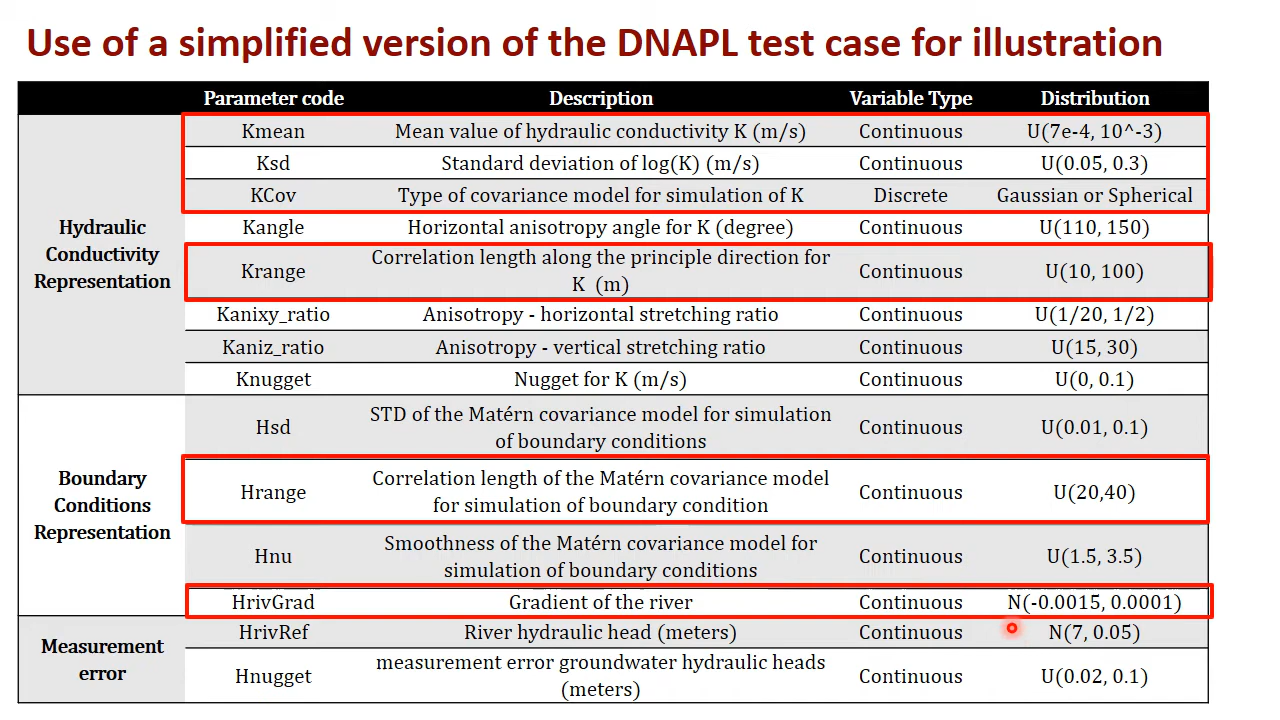 Use of a simplified version of the DNAPL test case for illustration
Parameter code Description Variable Type Distribution
Hydraulic
Conductivity
Representation
Kmean Mean value of hydraulic conductivity K (m/s) Continuous U(7e-4, 10^-3)
Ksd Standard deviation of log(K) (m/s) Continuous U(0.05, 0.3)
KCov Type of covariance model for simulation of K Discrete Gaussian or Spherical
Kangle Horizontal anisotropy angle for K (degree) Continuous U(110, 150)
Krange Correlation length along the principle direction for
K (m) Continuous U(10, 100)
Kanixy_ratio Anisotropy - horizontal stretching ratio Continuous U(1/20, 1/2)
Kaniz_ratio Anisotropy - vertical stretching ratio Continuous U(15, 30)
Knugget Nugget for K (m/s) Continuous U(0, 0.1)
Boundary
Conditions
Representation
Hsd STD of the Matérn covariance model for simulation
of boundary conditions Continuous U(0.01, 0.1)
Hrange Correlation length of the Matérn covariance model
for simulation of boundary condition Continuous U(20,40)
Hnu Smoothness of the Matérn covariance model for
simulation of boundary conditions Continuous U(1.5, 3.5)
HrivGrad Gradient of the river Continuous N(-0.0015, 0.0001)
Measurement
error
HrivRef River hydraulic head (meters) Continuous N(7, 0.05)
Hnugget measurement error groundwater hydraulic heads
(meters) Continuous U(0.02, 0.1)